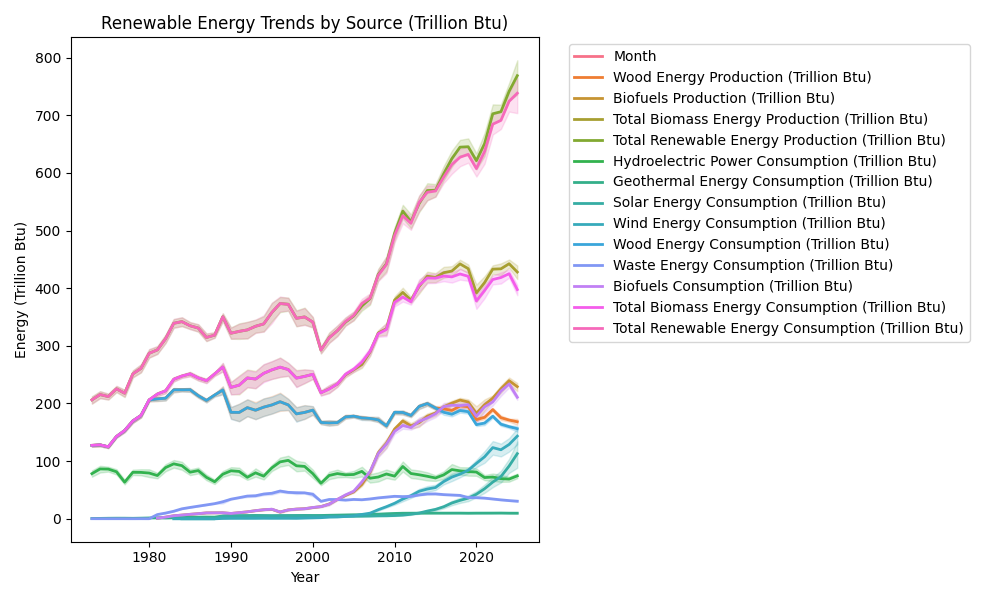 Renewable Energy Trends by Source (Trillion Btu)
800
700
600
500
400
300
200
100
0
Energy (Trillion Btu)
1980
1990
2000
2010
2020
Year
Month
Wood Energy Production (Trillion Btu)
Biofuels Production (Trillion Btu)
Total Biomass Energy Production (Trillion Btu)
Total Renewable Energy Production (Trillion Btu)
Hydroelectric Power Consumption (Trillion Btu)
Geothermal Energy Consumption (Trillion Btu)
Solar Energy Consumption (Trillion Btu)
Wind Energy Consumption (Trillion Btu)
Wood Energy Consumption (Trillion Btu)
Waste Energy Consumption (Trillion Btu)
Biofuels Consumption (Trillion Btu)
Total Biomass Energy Consumption (Trillion Btu)
Total Renewable Energy Consumption (Trillion Btu)